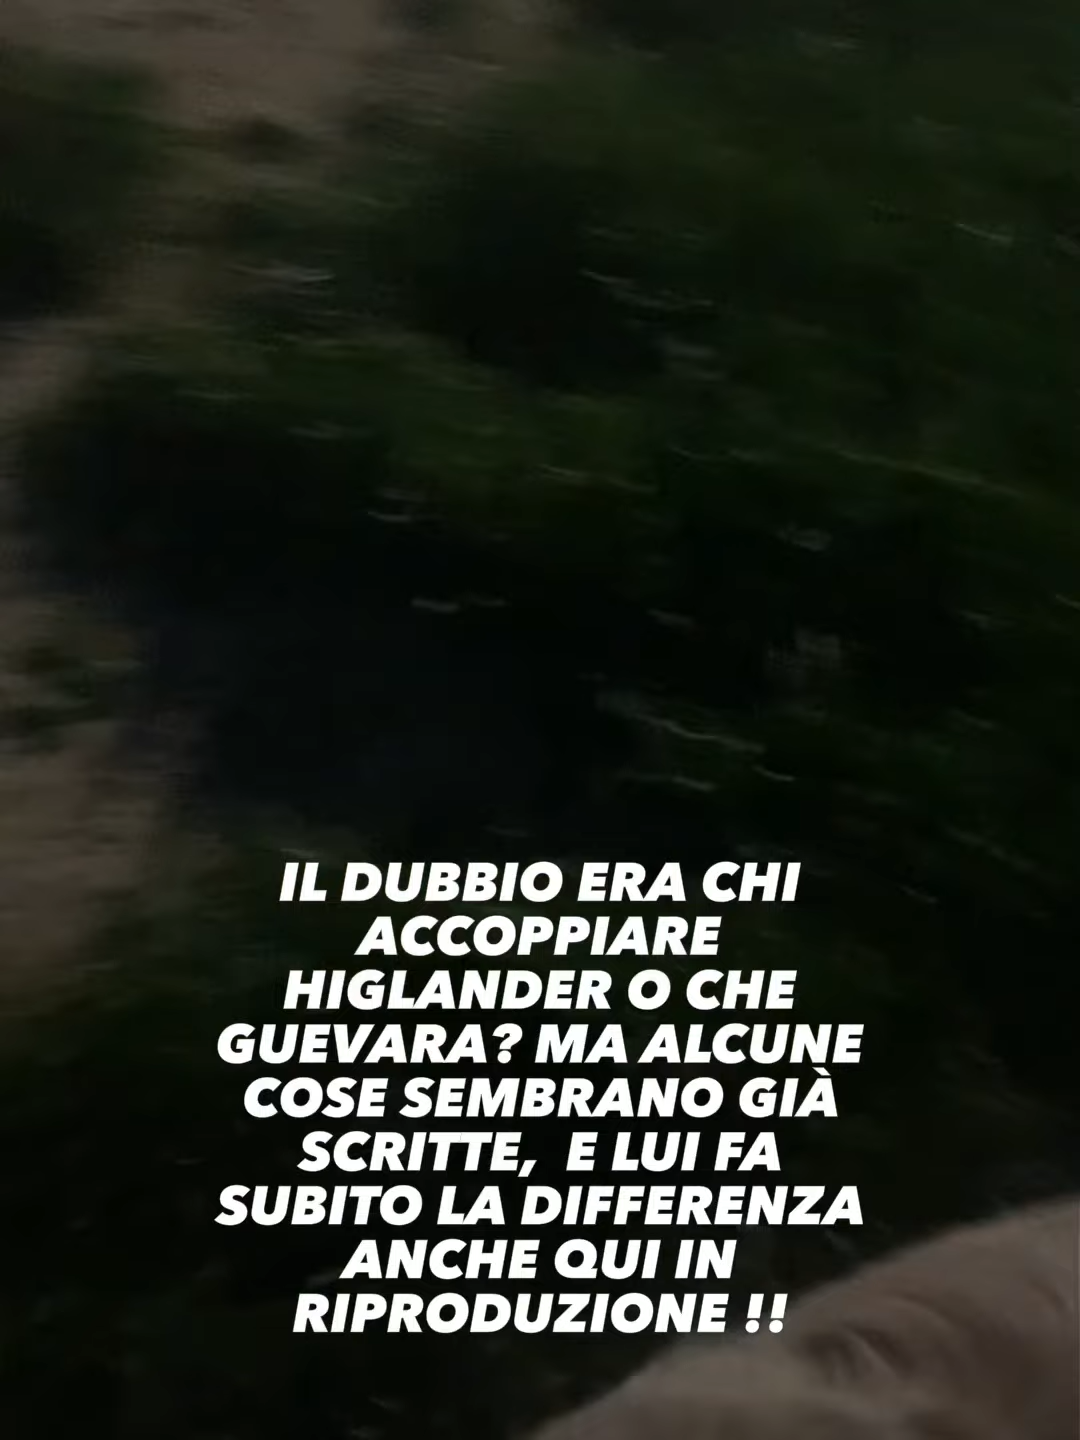 IL DUBBIO ERA CHI
ACCOPPIARE
HIGLANDER O CHE
GUEVARA? MA ALCUNE
COSE SEMBRANO GIÀ
SCRITTE,  E LUI FA
SUBITO LA DIFFERENZA
ANCHE QUI IN
RIPRODUZIONE !!